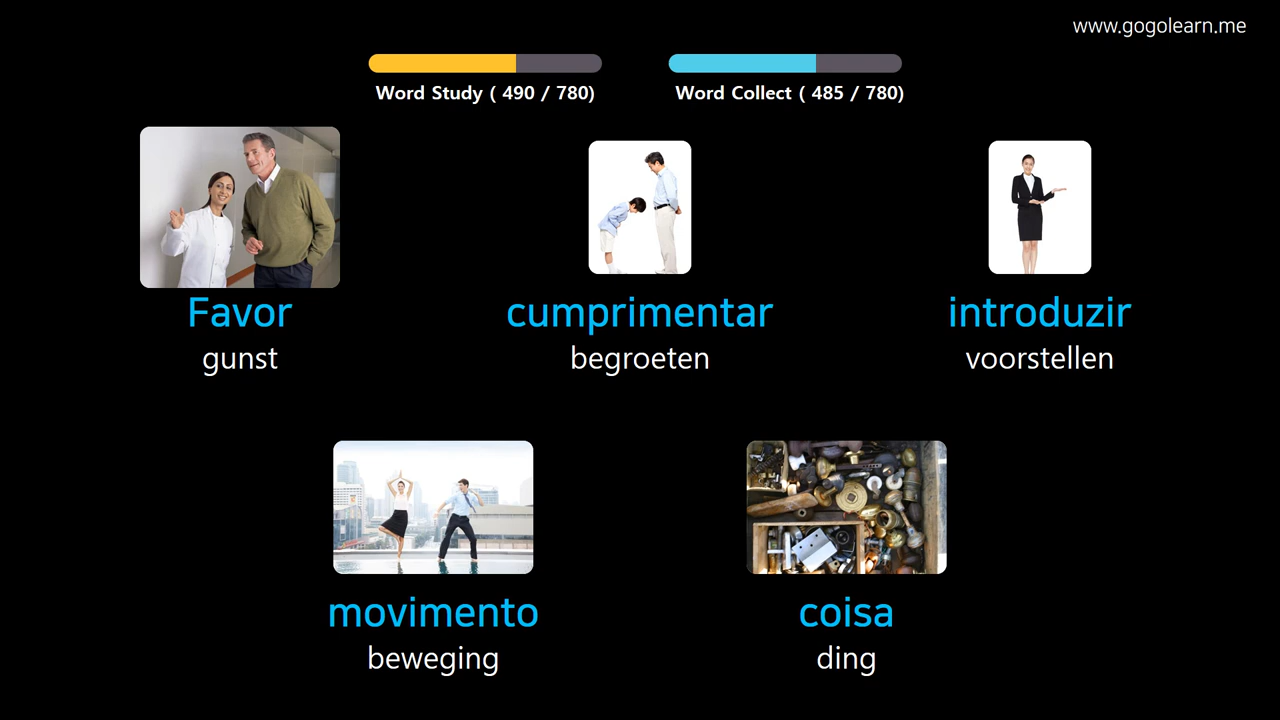 www.gogolearn.me
Word Study ( 490 / 780)
Word Collect ( 485 / 780)
Favor
gunst
cumprimentar
begroeten
introduzir
voorstellen
movimento
beweging
coisa
ding